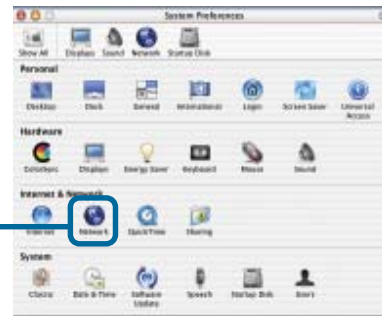 System Preferences
Show All Displays Sound Network Startup Disk
Personal
Desktop Dock General International Login Screen Saver Universal
Access
Hardware
ColorSync Displays Energy Saver Keyboard Mouse Sound
Internet & Network
Internet Network QuickTime Sharing
System
Classic Date & Time Software Speech Startup Disk Users
Update